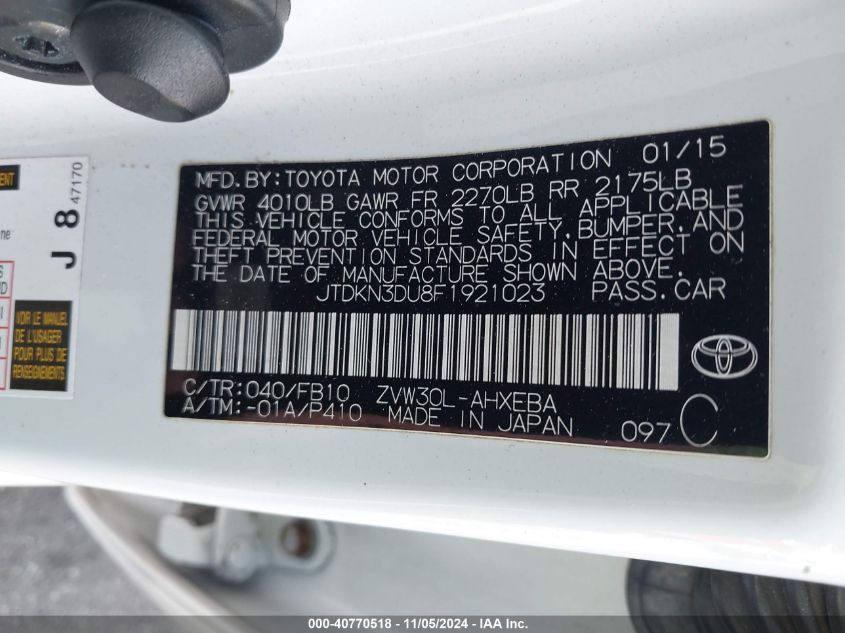 MFD. BY: TOYOTA MOTOR CORPORATION 01/15
GVWR 4010LB GAWR FR 2270LB RR 2175LB
THIS VEHICLE CONFORMS TO ALL APPLICABLE
FEDERAL MOTOR VEHICLE SAFETY, BUMPER, AND
THEFT PREVENTION STANDARDS IN EFFECT ON
THE DATE OF MANUFACTURE SHOWN ABOVE.
JTDKN3DU8F1921023 PASS. CAR
C/TR: 040/FB10 ZVW30L-AHXEBA
A/TM: -01A/P410 MADE IN JAPAN 097 C
J 8 47170
VOIR LE MANUEL
DE L'USAGER
POUR PLUS DE
RENSEIGNEMENTS
000-40770518 - 11/05/2024 - IAA Inc.